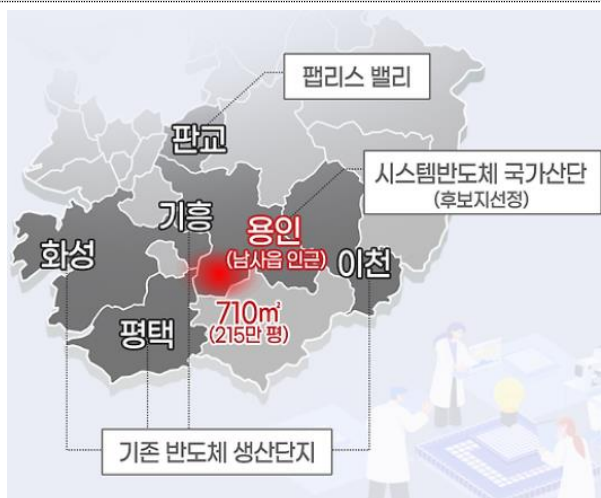 팹리스 밸리
판교
시스템반도체 국가산단
(후보지선정)
기흥
용인
(남사읍 인근)
화성
이천
710㎡
(215만 평)
평택
기존 반도체 생산단지